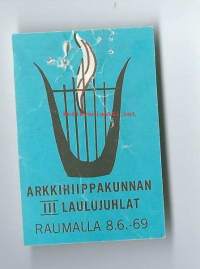 ARKKIHIIPPAKUNNAN
III LAULUJUHLAT
RAUMALLA 8.6.-69